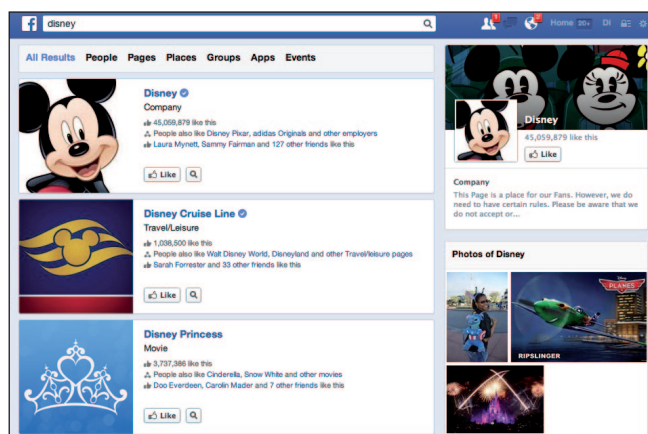 disney
1
2
Home 20+
Di
All Results People Pages Places Groups Apps Events
Disney
Company
45,059,879 like this
People also like Disney Pixar, adidas Originals and other employers
Laura Mynett, Sammy Fairman and 127 other friends like this
Like
Disney Cruise Line
Travel/Leisure
1,036,500 like this
People also like Walt Disney World, Disneyland and other Travel/leisure pages
Sarah Forrester and 33 other friends like this
Like
Disney Princess
Movie
3,737,386 like this
People also like Cinderella, Snow White and other movies
Doo Everdeen, Carolin Mader and 7 other friends like this
Like
Disney
45,059,879 like this
Like
Company
This Page is a place for our Fans. However, we do
need to have certain rules. Please be aware that we
do not accept or...
Photos of Disney
Disney
PLANES
RIPSLINGER